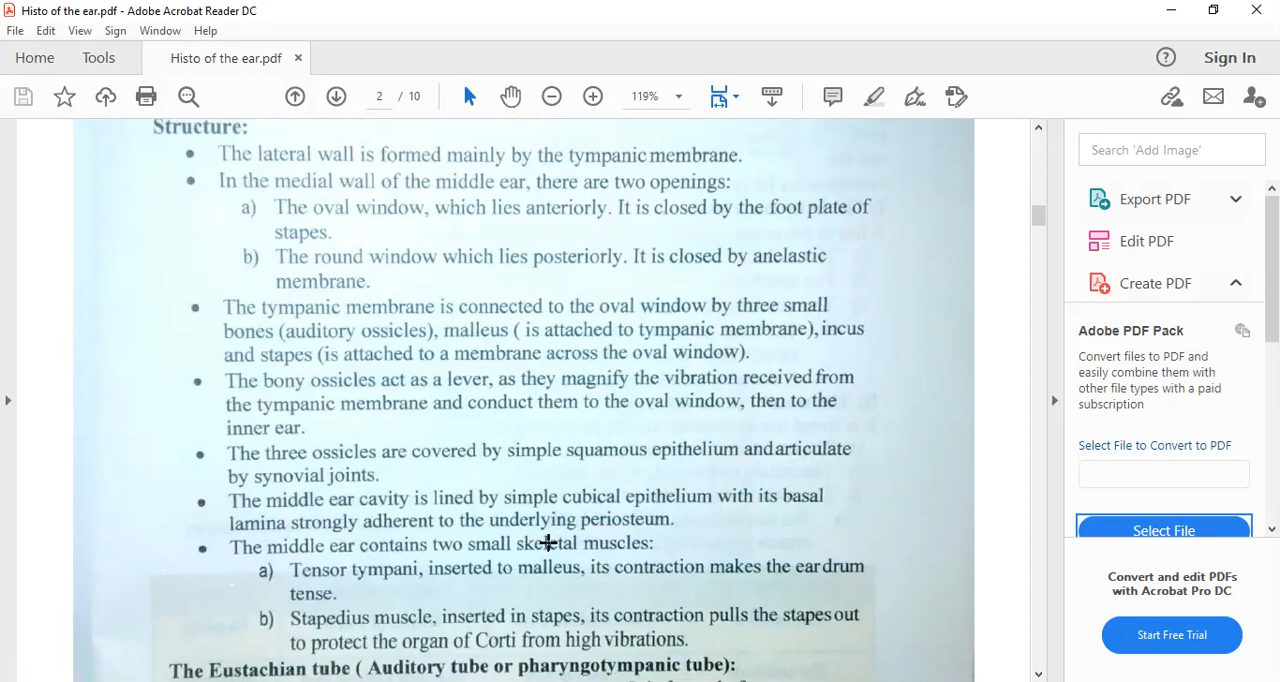 Histo of the ear.pdf - Adobe Acrobat Reader DC
File Edit View Sign Window Help
Home Tools Histo of the ear.pdf × Sign In
2 / 10 119%
Structure:
• The lateral wall is formed mainly by the tympanic membrane.
• In the medial wall of the middle ear, there are two openings:
a) The oval window, which lies anteriorly. It is closed by the foot plate of
stapes.
b) The round window which lies posteriorly. It is closed by anelastic
membrane.
• The tympanic membrane is connected to the oval window by three small
bones (auditory ossicles), malleus ( is attached to tympanic membrane), incus
and stapes (is attached to a membrane across the oval window).
• The bony ossicles act as a lever, as they magnify the vibration received from
the tympanic membrane and conduct them to the oval window, then to the
inner ear.
• The three ossicles are covered by simple squamous epithelium andarticulate
by synovial joints.
• The middle ear cavity is lined by simple cubical epithelium with its basal
lamina strongly adherent to the underlying periosteum.
• The middle ear contains two small skeletal muscles:
a) Tensor tympani, inserted to malleus, its contraction makes the eardrum
tense.
b) Stapedius muscle, inserted in stapes, its contraction pulls the stapes out
to protect the organ of Corti from high vibrations.
The Eustachian tube ( Auditory tube or pharyngotympanic tube):
Search 'Add Image'
Export PDF
Edit PDF
Create PDF
Adobe PDF Pack
Convert files to PDF and
easily combine them with
other file types with a paid
subscription
Select File to Convert to PDF
Select File
Convert and edit PDFs
with Acrobat Pro DC
Start Free Trial